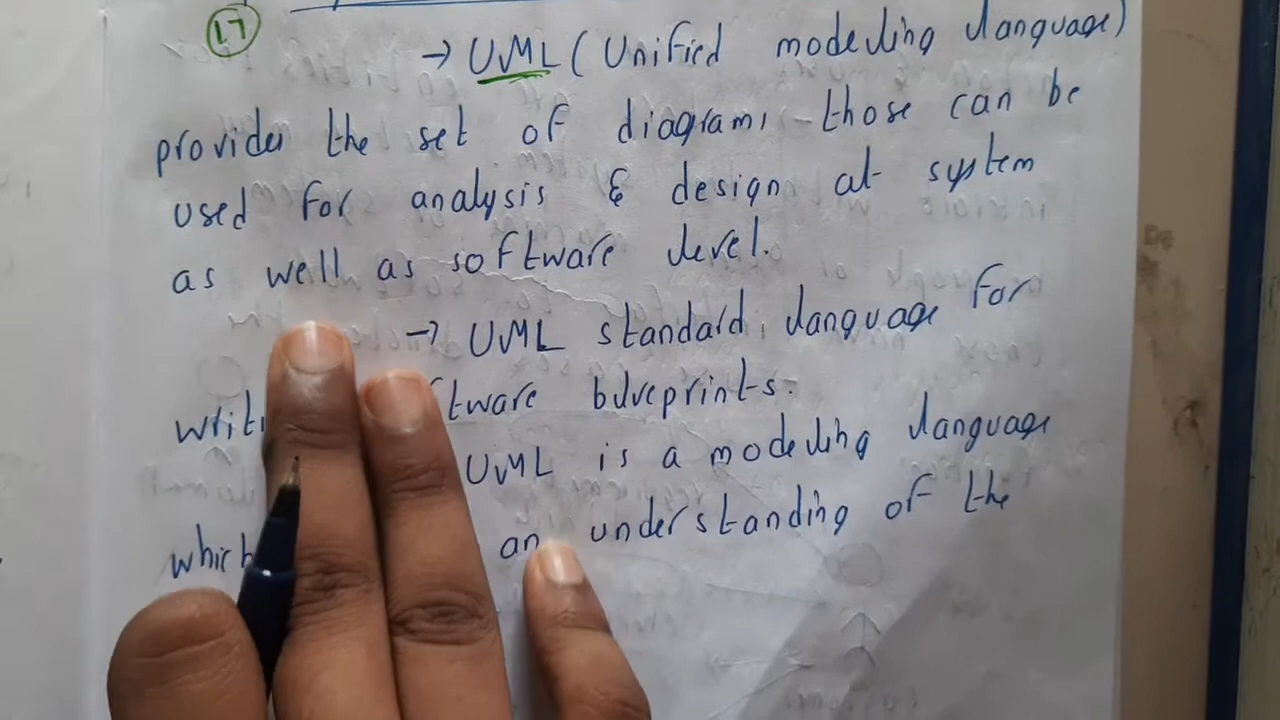 17
→ UML (Unified modeling language)
provides the set of diagrams those can be
used for analysis & design at system
as well as software level.
→ UML standard language for
writi tware blueprints.
UML is a modeling language
which an understanding of the